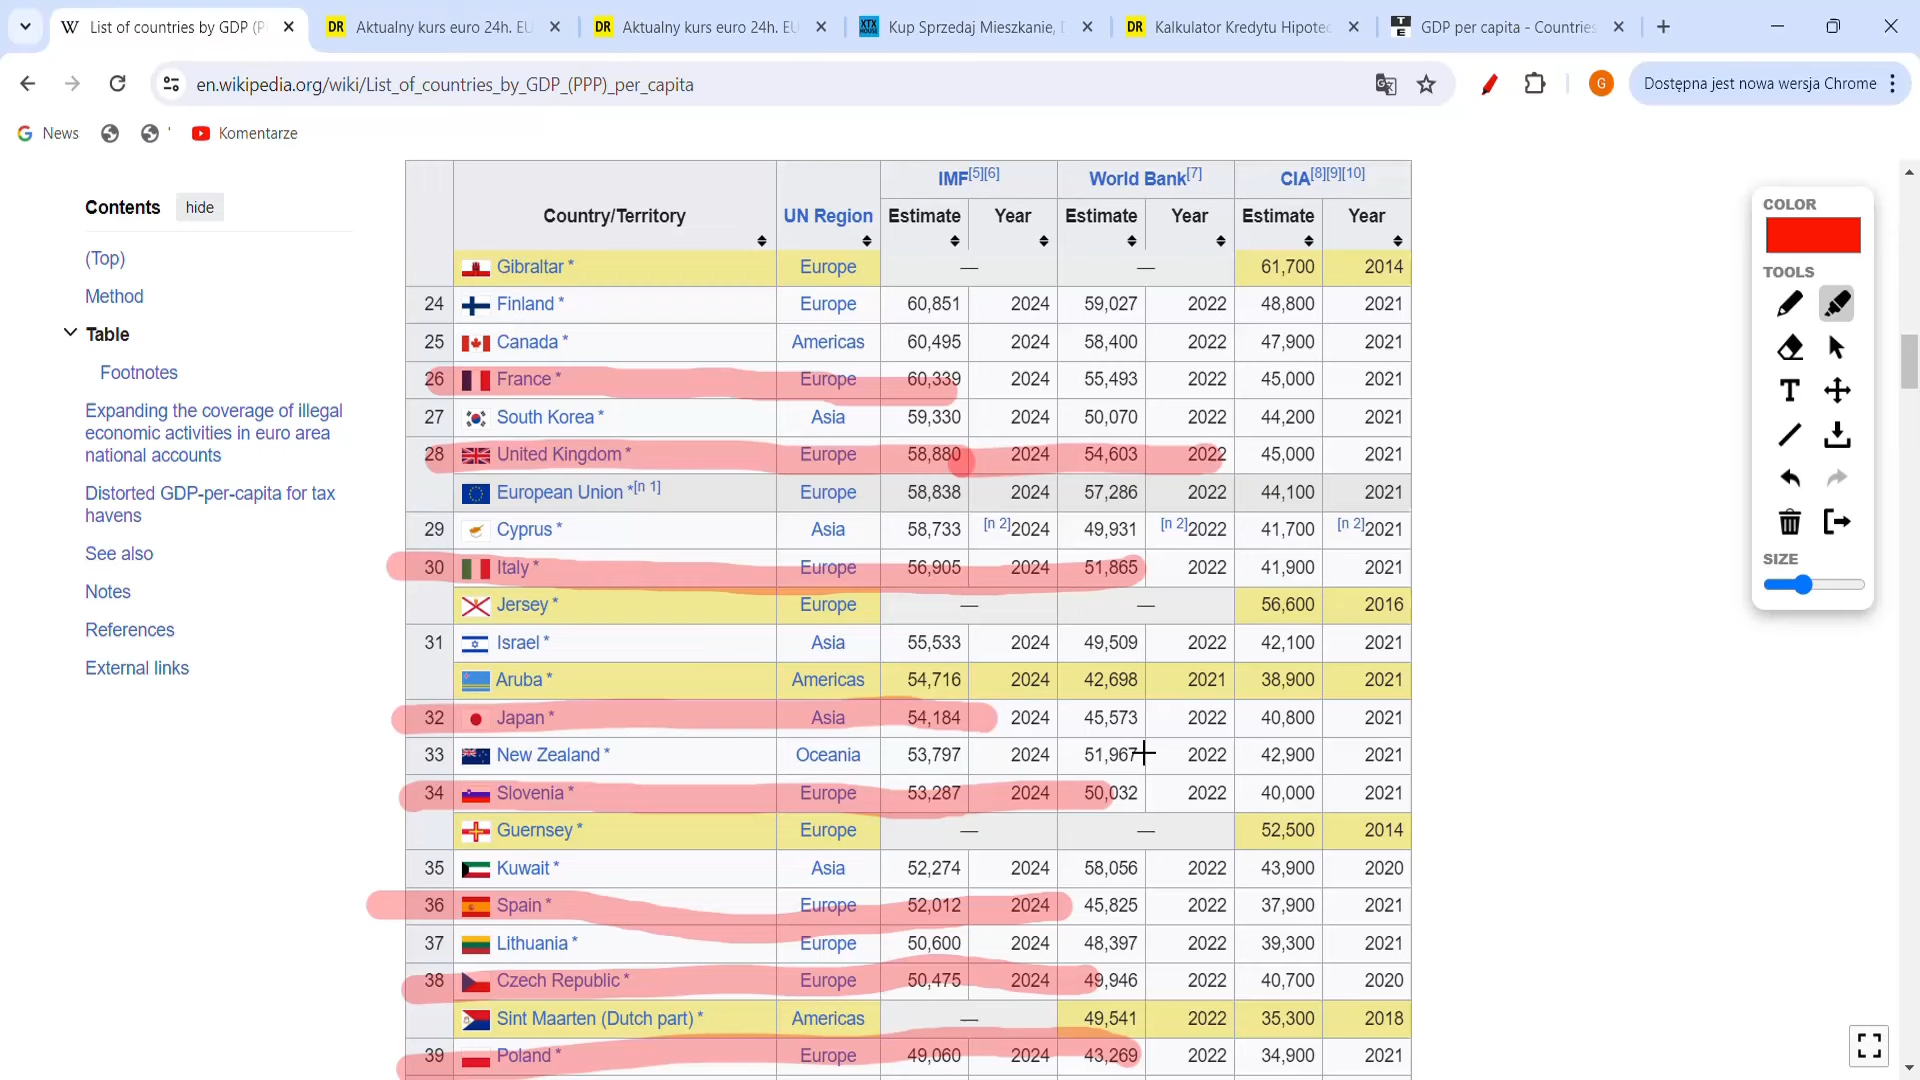 List of countries by GDP (P
Aktualny kurs euro 24h. EU
Aktualny kurs euro 24h. EU
Kup Sprzedaj Mieszkanie, D
Kalkulator Kredytu Hipotec
GDP per capita - Countries
en.wikipedia.org/wiki/List_of_countries_by_GDP_(PPP)_per_capita
G
Dostępna jest nowa wersja Chrome
News
'
Komentarze
Contents hide
(Top)
Method
Table
Footnotes
Expanding the coverage of illegal
economic activities in euro area
national accounts
Distorted GDP-per-capita for tax
havens
See also
Notes
References
External links
IMF[5][6] World Bank[7] CIA[8][9][10]
Country/Territory UN Region Estimate Year Estimate Year Estimate Year
Gibraltar * Europe — — 61,700 2014
24 Finland * Europe 60,851 2024 59,027 2022 48,800 2021
25 Canada * Americas 60,495 2024 58,400 2022 47,900 2021
26 France * Europe 60,339 2024 55,493 2022 45,000 2021
27 South Korea * Asia 59,330 2024 50,070 2022 44,200 2021
28 United Kingdom * Europe 58,880 2024 54,603 2022 45,000 2021
European Union *[n 1] Europe 58,838 2024 57,286 2022 44,100 2021
29 Cyprus * Asia 58,733 [n 2]2024 49,931 [n 2]2022 41,700 [n 2]2021
30 Italy * Europe 56,905 2024 51,865 2022 41,900 2021
Jersey * Europe — — 56,600 2016
31 Israel * Asia 55,533 2024 49,509 2022 42,100 2021
Aruba * Americas 54,716 2024 42,698 2021 38,900 2021
32 Japan * Asia 54,184 2024 45,573 2022 40,800 2021
33 New Zealand * Oceania 53,797 2024 51,967 2022 42,900 2021
34 Slovenia * Europe 53,287 2024 50,032 2022 40,000 2021
Guernsey * Europe — — 52,500 2014
35 Kuwait * Asia 52,274 2024 58,056 2022 43,900 2020
36 Spain * Europe 52,012 2024 45,825 2022 37,900 2021
37 Lithuania * Europe 50,600 2024 48,397 2022 39,300 2021
38 Czech Republic * Europe 50,475 2024 49,946 2022 40,700 2020
Sint Maarten (Dutch part) * Americas — 49,541 2022 35,300 2018
39 Poland * Europe 49,060 2024 43,269 2022 34,900 2021
COLOR
TOOLS
T
SIZE